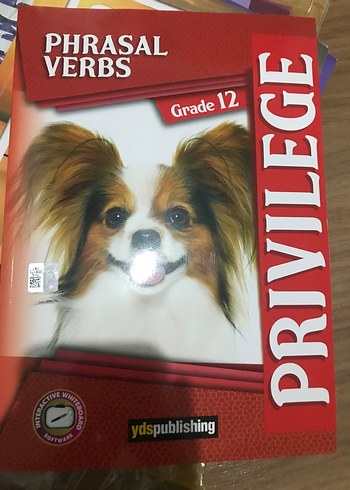 PHRASAL
VERBS
Grade 12
PRIVILEGE
INTERACTIVE WHITEBOARD
SOFTWARE
ydspublishing